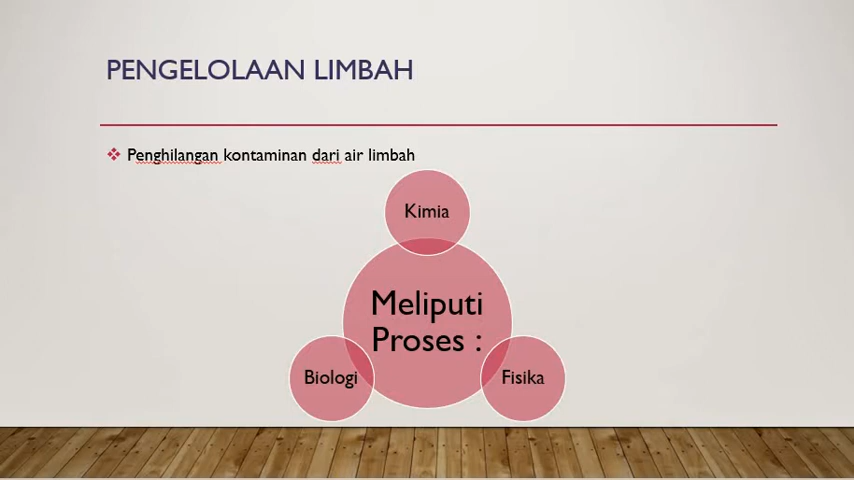 PENGELOLAAN LIMBAH
Penghilangan kontaminan dari air limbah
Kimia
Meliputi
Proses :
Biologi
Fisika